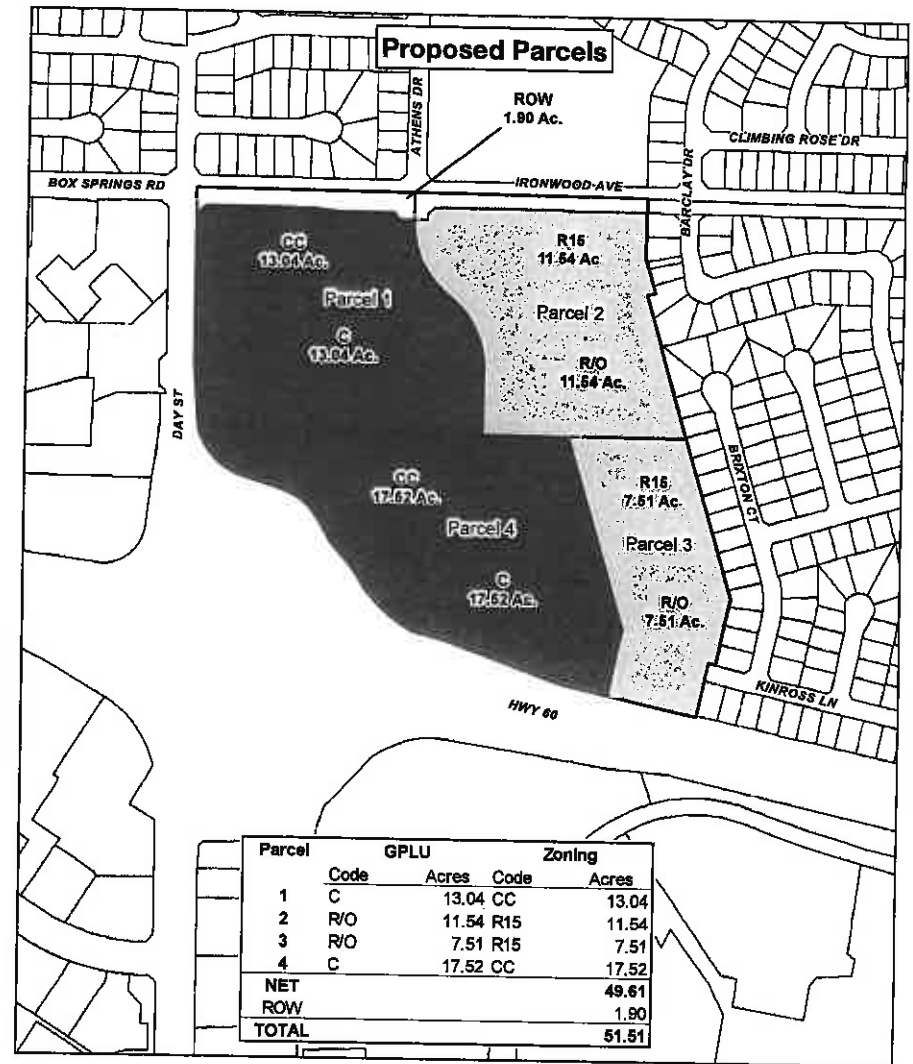 Proposed Parcels
ROW
1.90 Ac.
ATHENS DR
CLIMBING ROSE DR
BARCLAY DR
BOX SPRINGS RD
IRONWOOD AVE
CC
13.04 Ac.
R15
11.54 Ac
Parcel 1
Parcel 2
C
13.04 Ac.
R/O
11.54 Ac.
DAY ST
CC
17.52 Ac.
R15
7.51 Ac.
BRIXTON CT
Parcel 4
Parcel 3
C
17.52 Ac.
R/O
7.51 Ac.
KINROSS LN
HWY 60
Parcel GPLU Zoning
Code Acres Code Acres
1 C 13.04 CC 13.04
2 R/O 11.54 R15 11.54
3 R/O 7.51 R15 7.51
4 C 17.52 CC 17.52
NET 49.61
ROW 1.90
TOTAL 51.51